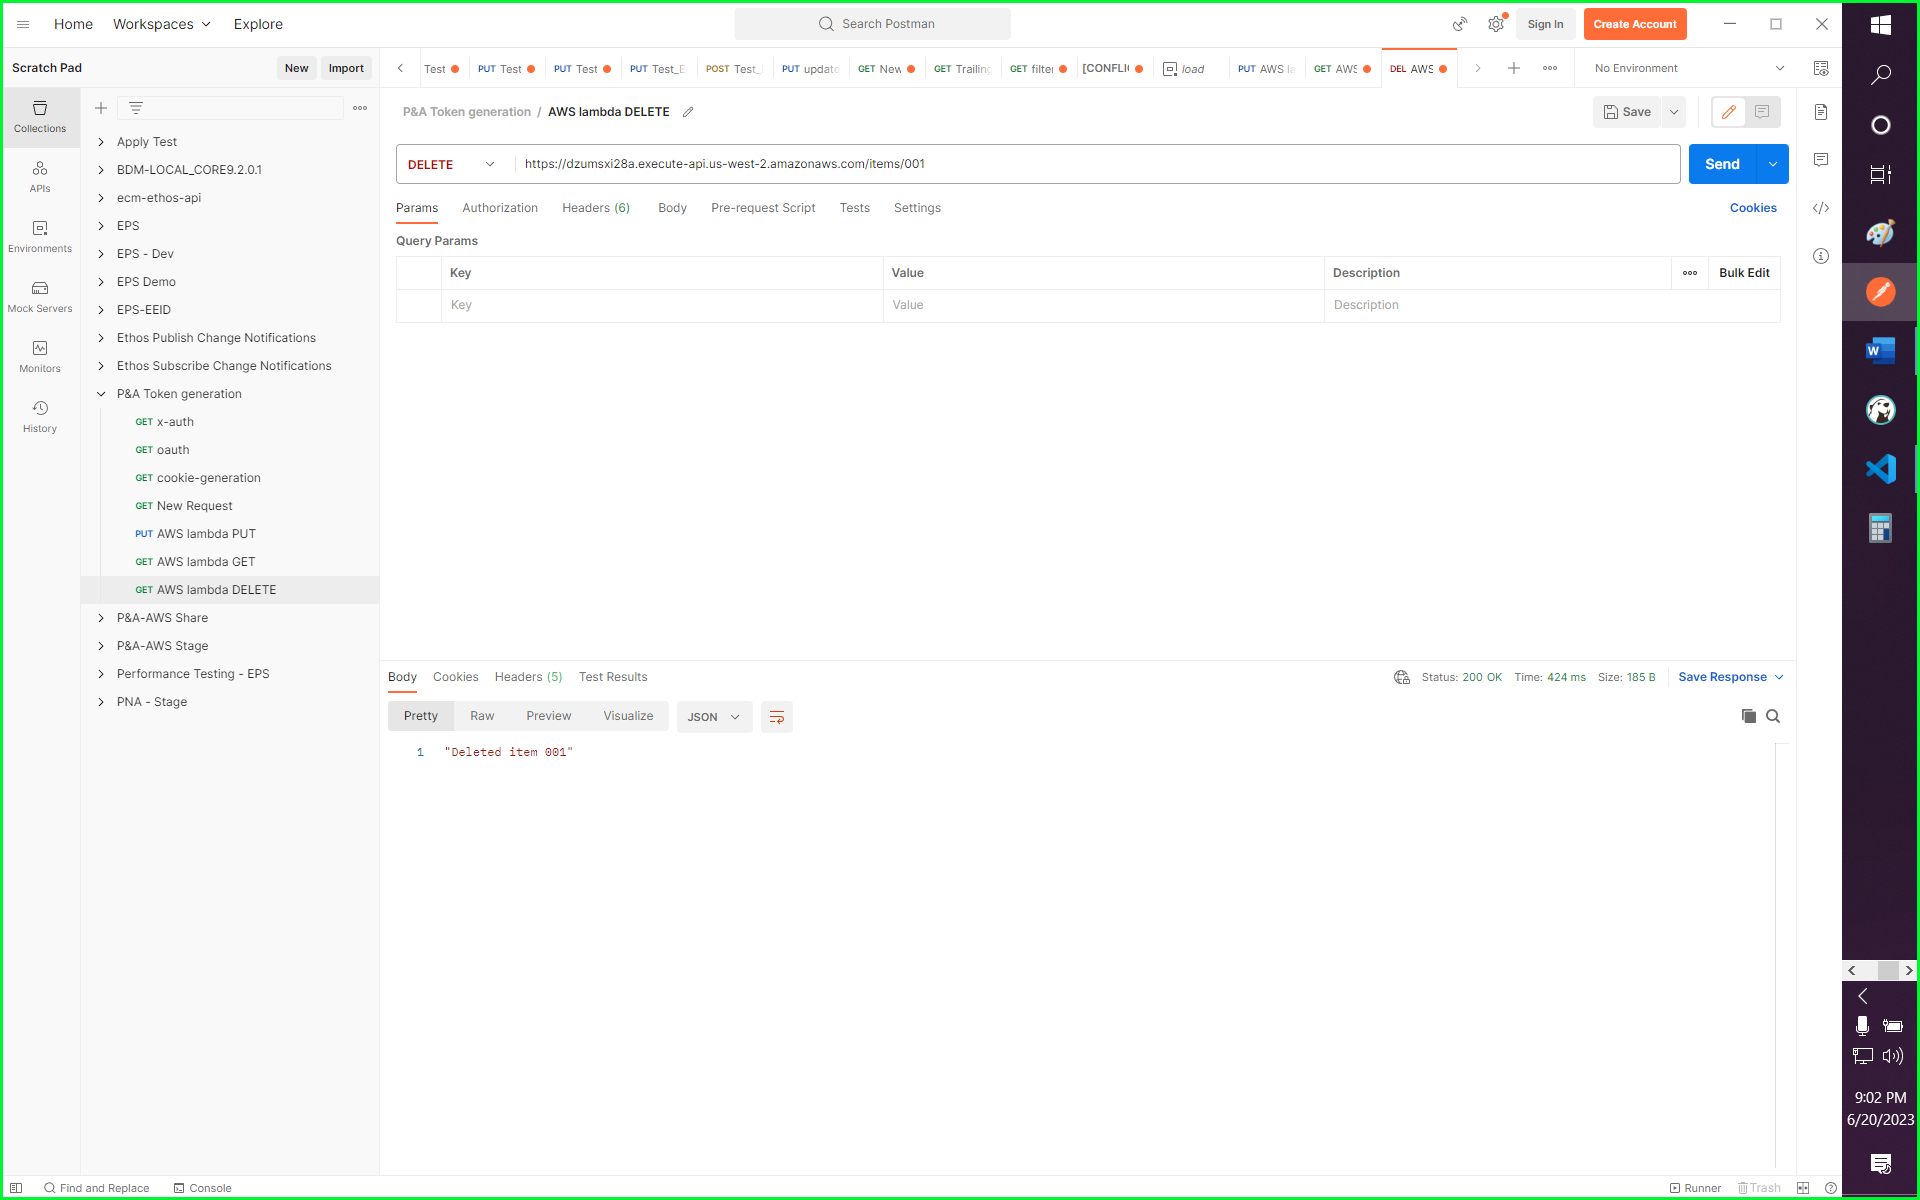 Home Workspaces Explore
Search Postman
Sign In Create Account
Scratch Pad New Import
Test PUT Test PUT Test PUT Test_E POST Test_ PUT update GET New GET Trailing GET filter [CONFLIC load PUT AWS la GET AWS DEL AWS
No Environment
Collections
APIs
Environments
Mock Servers
Monitors
History
Apply Test
BDM-LOCAL_CORE9.2.0.1
ecm-ethos-api
EPS
EPS - Dev
EPS Demo
EPS-EEID
Ethos Publish Change Notifications
Ethos Subscribe Change Notifications
P&A Token generation
GET x-auth
GET oauth
GET cookie-generation
GET New Request
PUT AWS lambda PUT
GET AWS lambda GET
GET AWS lambda DELETE
P&A-AWS Share
P&A-AWS Stage
Performance Testing - EPS
PNA - Stage
P&A Token generation / AWS lambda DELETE
Save
DELETE https://dzumsxi28a.execute-api.us-west-2.amazonaws.com/items/001 Send
Params Authorization Headers (6) Body Pre-request Script Tests Settings Cookies
Query Params
Key Value Description Bulk Edit
Key Value Description
Body Cookies Headers (5) Test Results Status: 200 OK Time: 424 ms Size: 185 B Save Response
Pretty Raw Preview Visualize JSON
1 "Deleted item 001"
Find and Replace Console Runner Trash
W
9:02 PM
6/20/2023